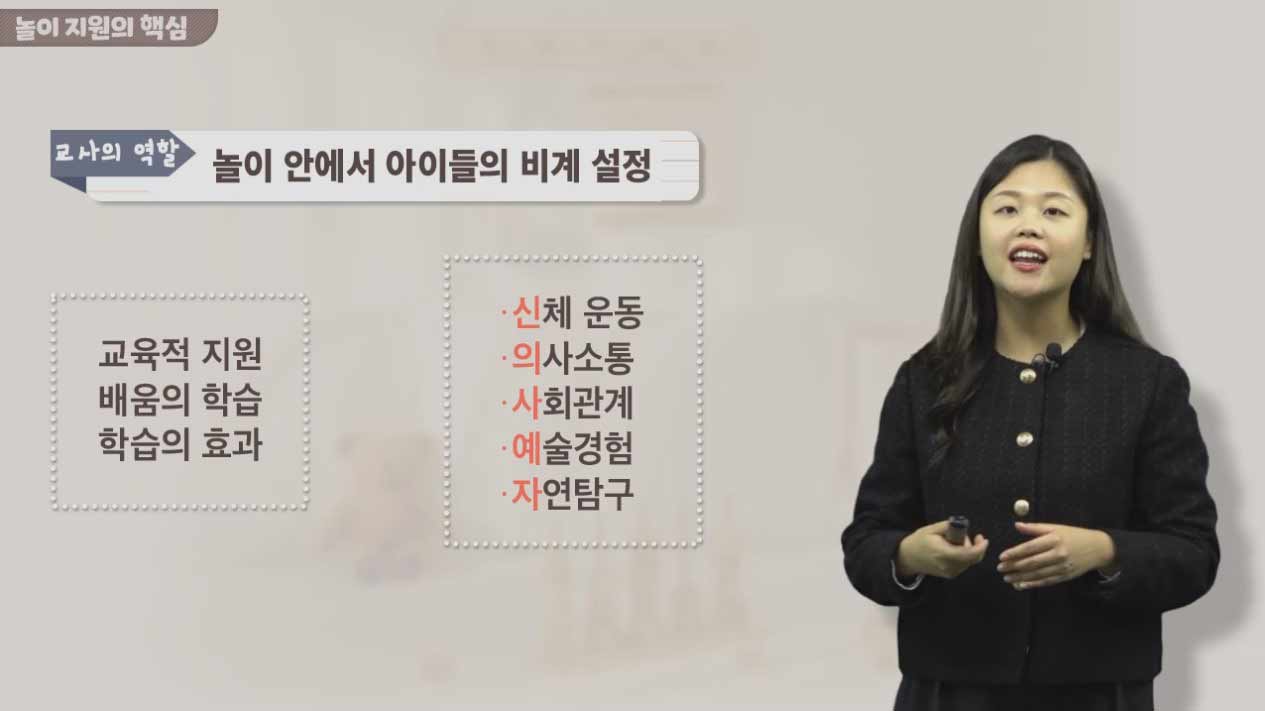 놀이 지원의 핵심
교사의 역할
놀이 안에서 아이들의 비계 설정
교육적 지원
배움의 학습
학습의 효과
·신체 운동
·의사소통
·사회관계
·예술경험
·자연탐구